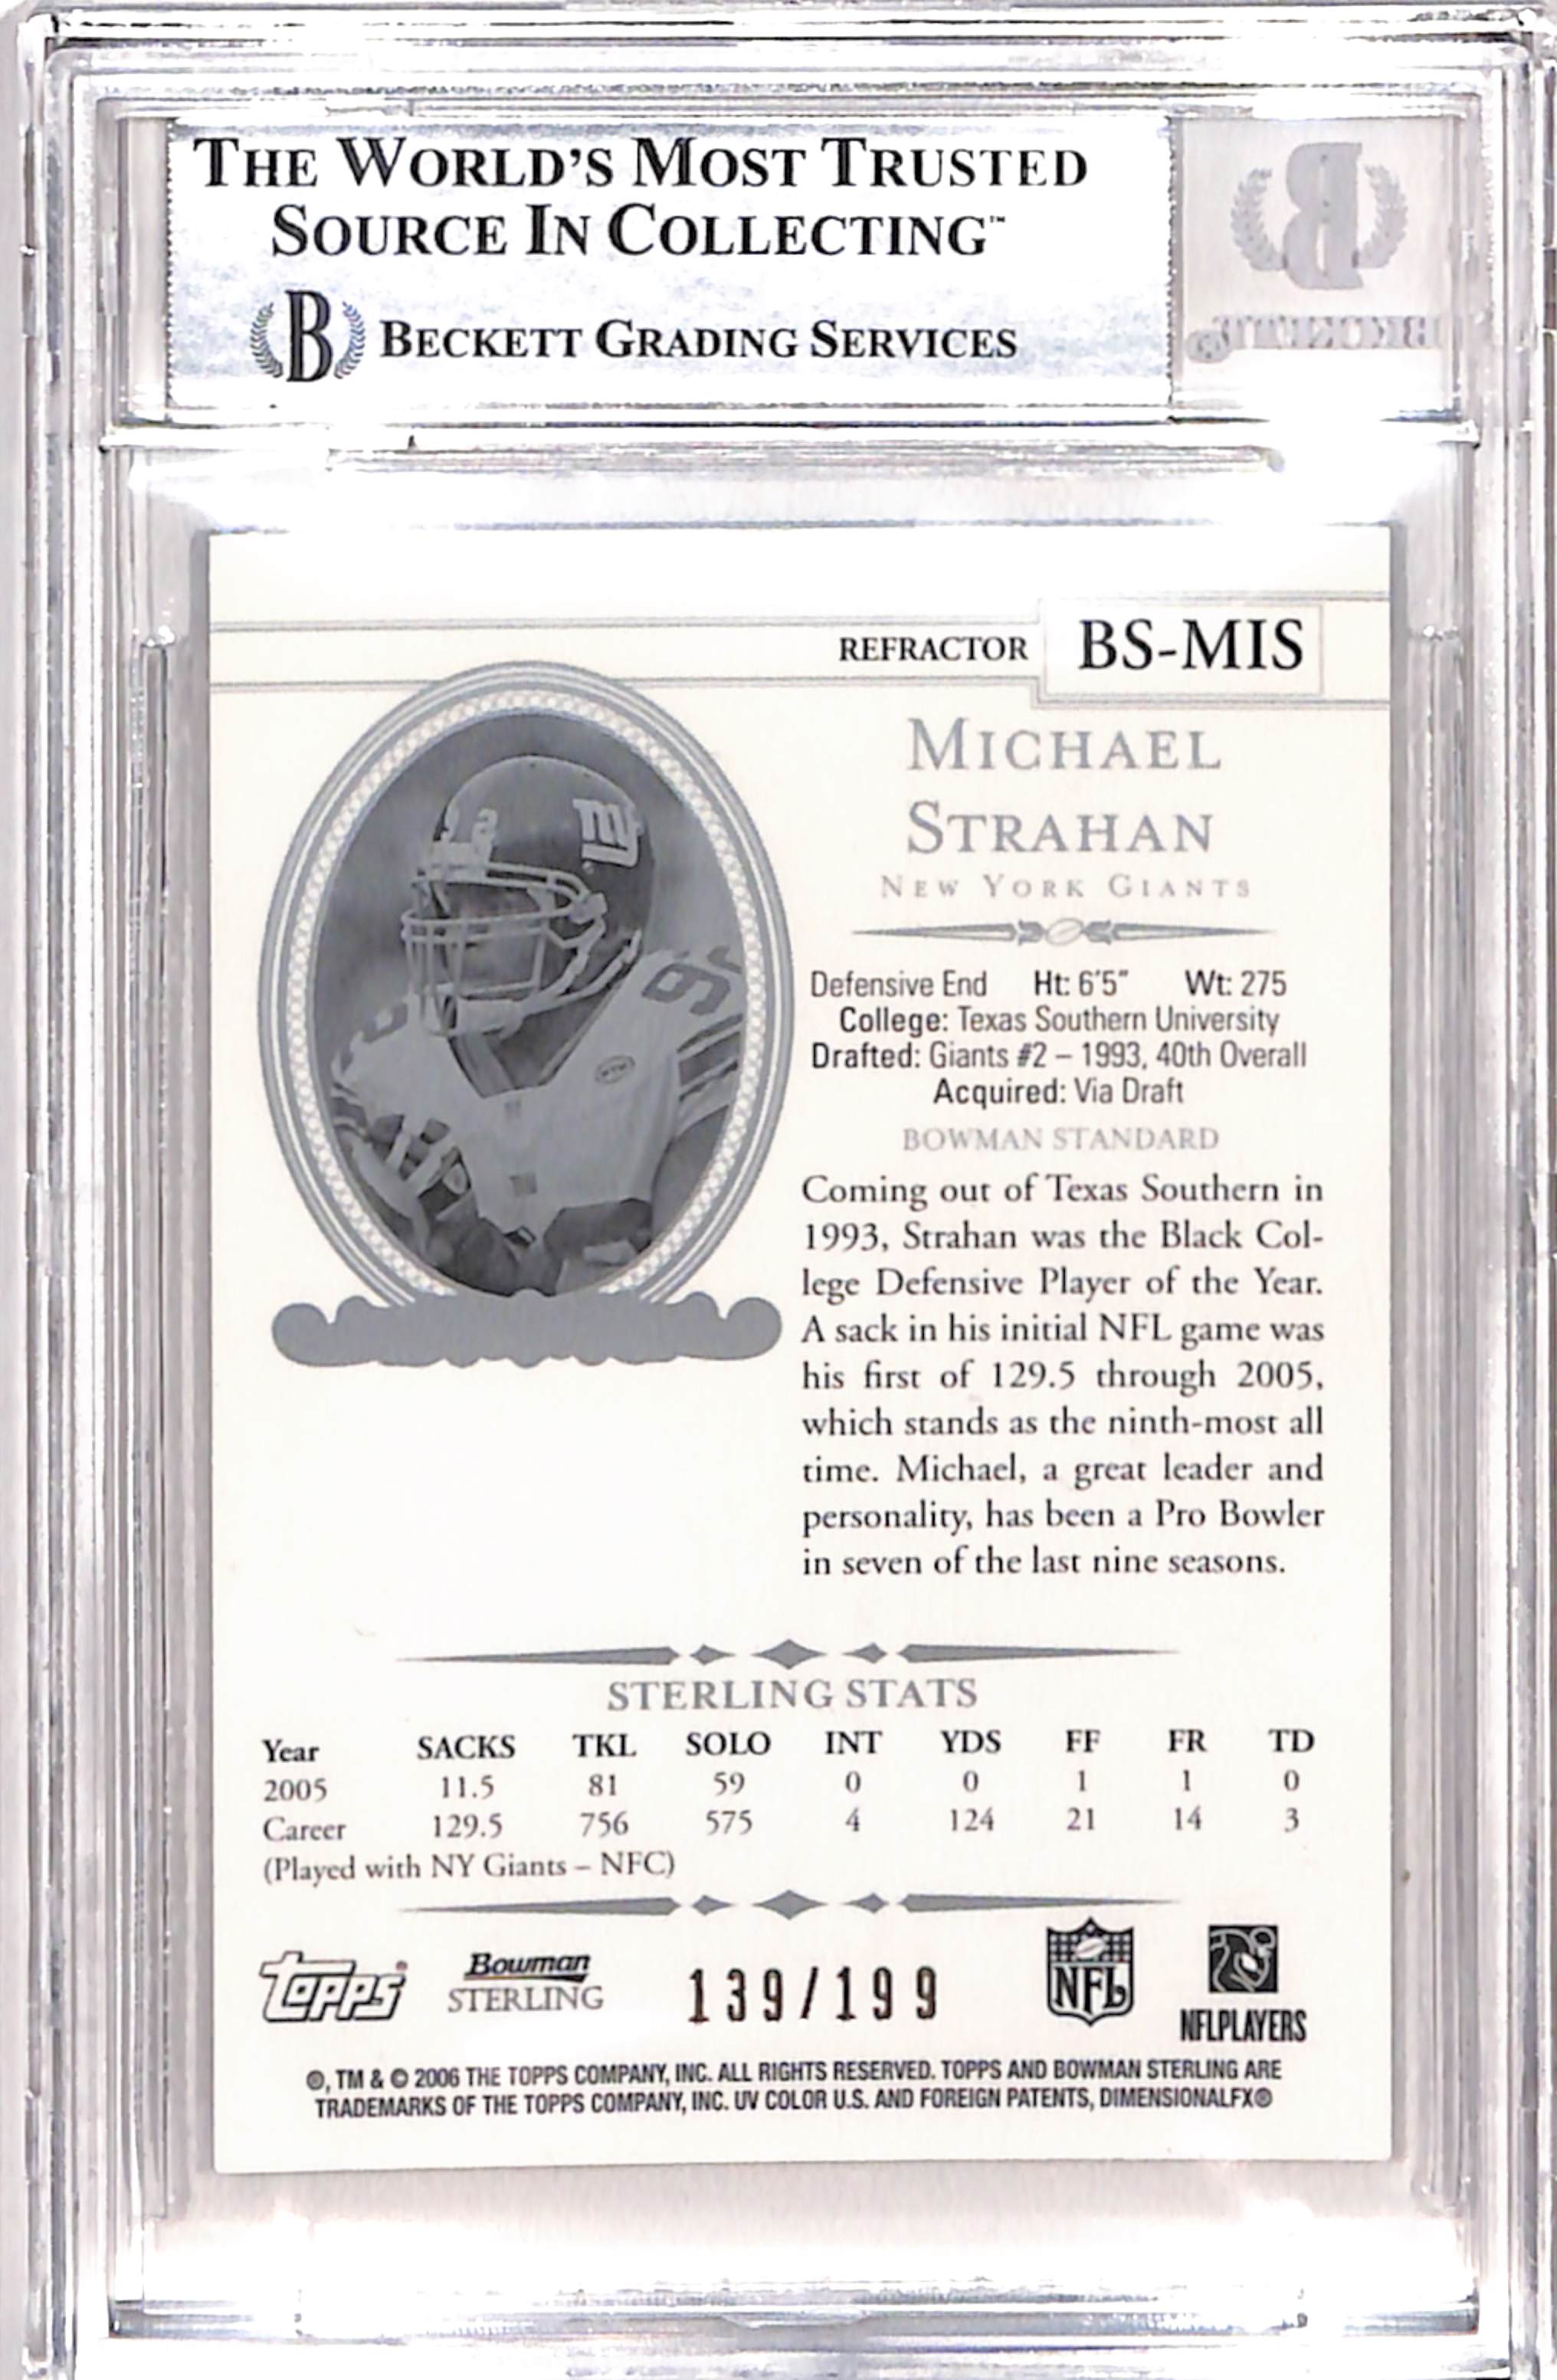 THE WORLD'S MOST TRUSTED
SOURCE IN COLLECTING™
B BECKETT GRADING SERVICES
B
BECKETT
REFRACTOR BS-MIS
MICHAEL
STRAHAN
NEW YORK GIANTS
Defensive End Ht: 6'5" Wt: 275
College: Texas Southern University
Drafted: Giants #2 – 1993, 40th Overall
Acquired: Via Draft
BOWMAN STANDARD
Coming out of Texas Southern in
1993, Strahan was the Black Col-
lege Defensive Player of the Year.
A sack in his initial NFL game was
his first of 129.5 through 2005,
which stands as the ninth-most all
time. Michael, a great leader and
personality, has been a Pro Bowler
in seven of the last nine seasons.
ny
STERLING STATS
Year SACKS TKL SOLO INT YDS FF FR TD
2005 11.5 81 59 0 0 1 1 0
Career 129.5 756 575 4 124 21 14 3
(Played with NY Giants – NFC)
Topps® Bowman STERLING 139/199 NFL NFLPLAYERS
®, TM & © 2006 THE TOPPS COMPANY, INC. ALL RIGHTS RESERVED. TOPPS AND BOWMAN STERLING ARE
TRADEMARKS OF THE TOPPS COMPANY, INC. UV COLOR U.S. AND FOREIGN PATENTS, DIMENSIONALFX®